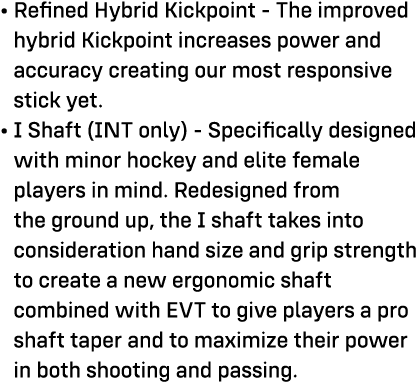 • Refined Hybrid Kickpoint - The improved
hybrid Kickpoint increases power and
accuracy creating our most responsive
stick yet.
• I Shaft (INT only) - Specifically designed
with minor hockey and elite female
players in mind. Redesigned from
the ground up, the I shaft takes into
consideration hand size and grip strength
to create a new ergonomic shaft
combined with EVT to give players a pro
shaft taper and to maximize their power
in both shooting and passing.